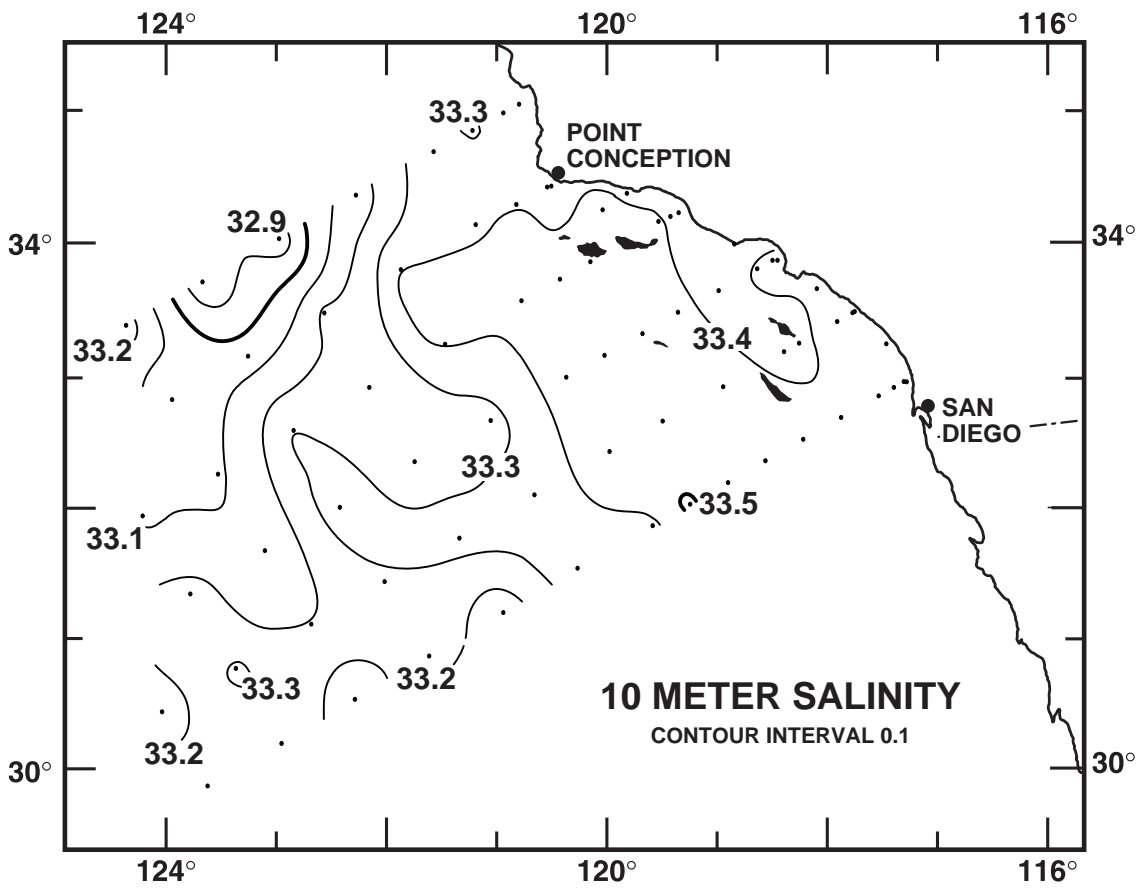 124° 120° 116°
33.3
POINT
CONCEPTION
32.9
34° 34°
33.2
33.4
SAN
DIEGO
33.3
33.5
33.1
33.2
33.3
10 METER SALINITY
CONTOUR INTERVAL 0.1
33.2
30° 30°
124° 120° 116°